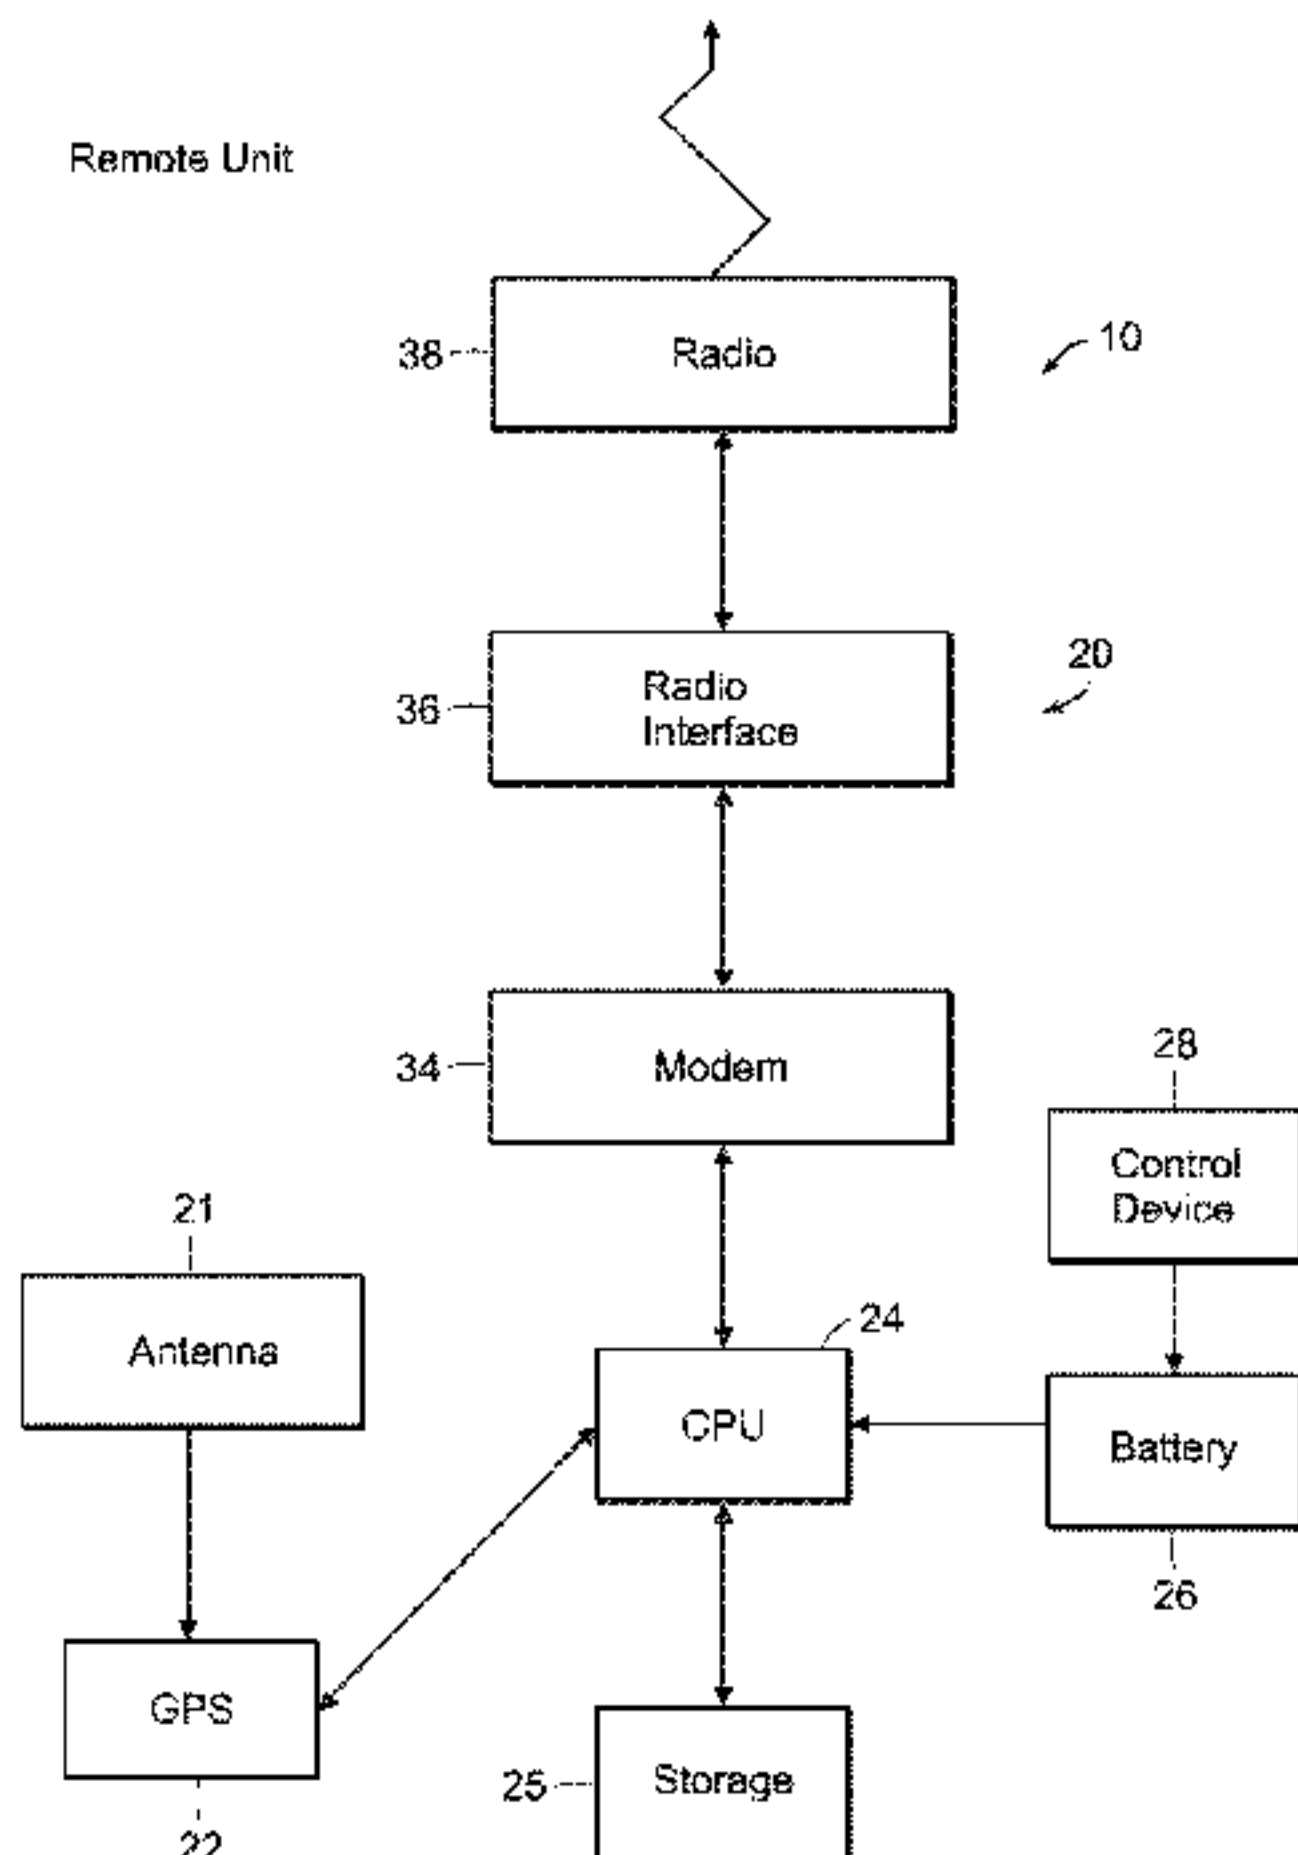 Remote Unit
38
Radio
10
20
36
Radio
Interface
34
Modem
28
Control
Device
21
Antenna
24
CPU
Battery
26
GPS
22
25
Storage